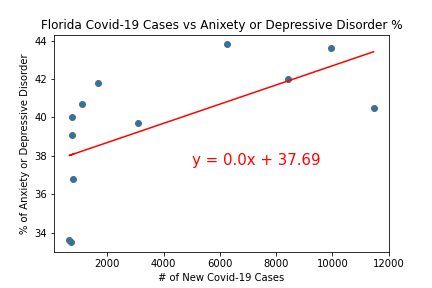 Florida Covid-19 Cases vs Anixety or Depressive Disorder %
44
42
40
38
36
34
% of Anxiety or Depressive Disorder
y = 0.0x + 37.69
2000 4000 6000 8000 10000 12000
# of New Covid-19 Cases